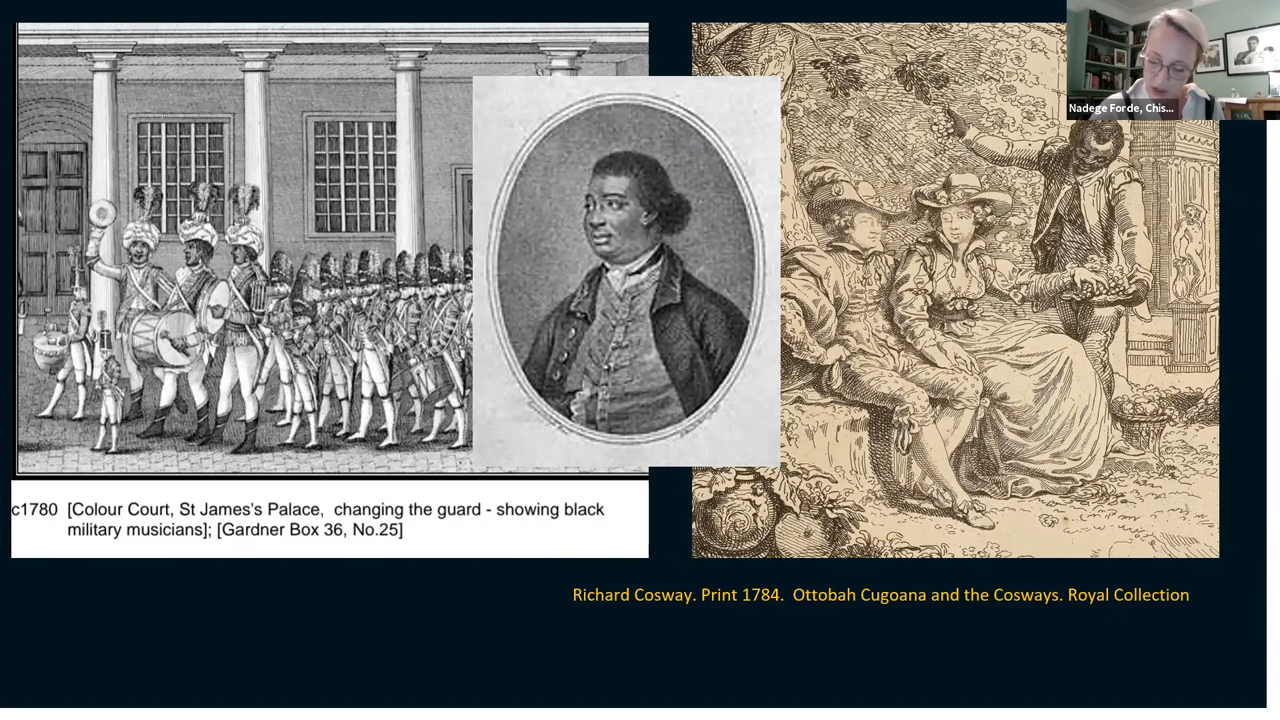 Nadege Forde, Chis...
c1780 [Colour Court, St James's Palace, changing the guard - showing black
military musicians]; [Gardner Box 36, No.25]
Richard Cosway. Print 1784. Ottobah Cugoana and the Cosways. Royal Collection